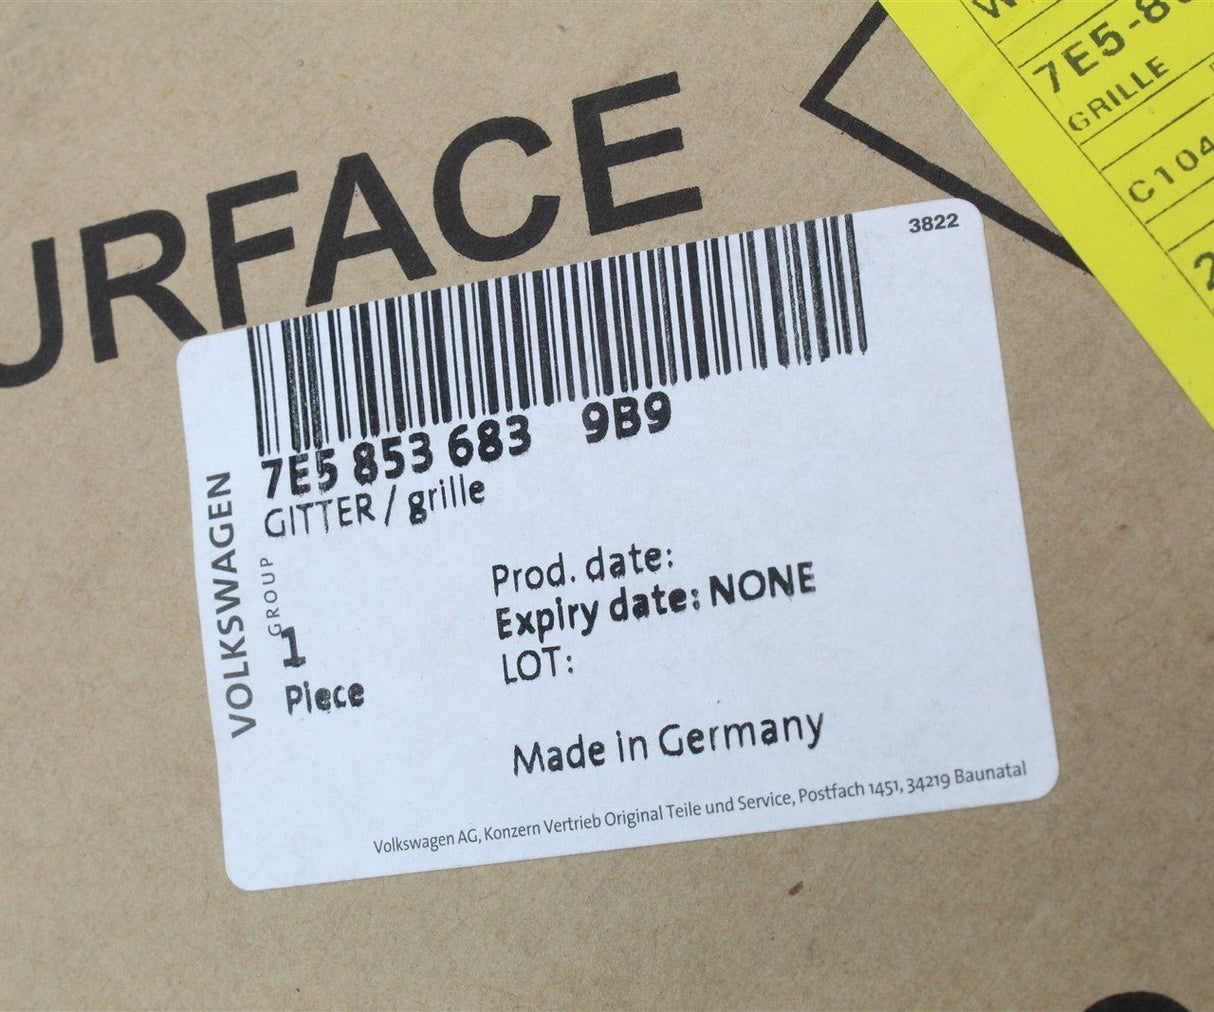 URFACE
7E5-8
GRILLE
C104
3822
7E5 853 683 9B9
GITTER / grille
VOLKSWAGEN
GROUP
1
Piece
Prod. date:
Expiry date: NONE
LOT:
Made in Germany
Volkswagen AG, Konzern Vertrieb Original Teile und Service, Postfach 1451, 34219 Baunatal